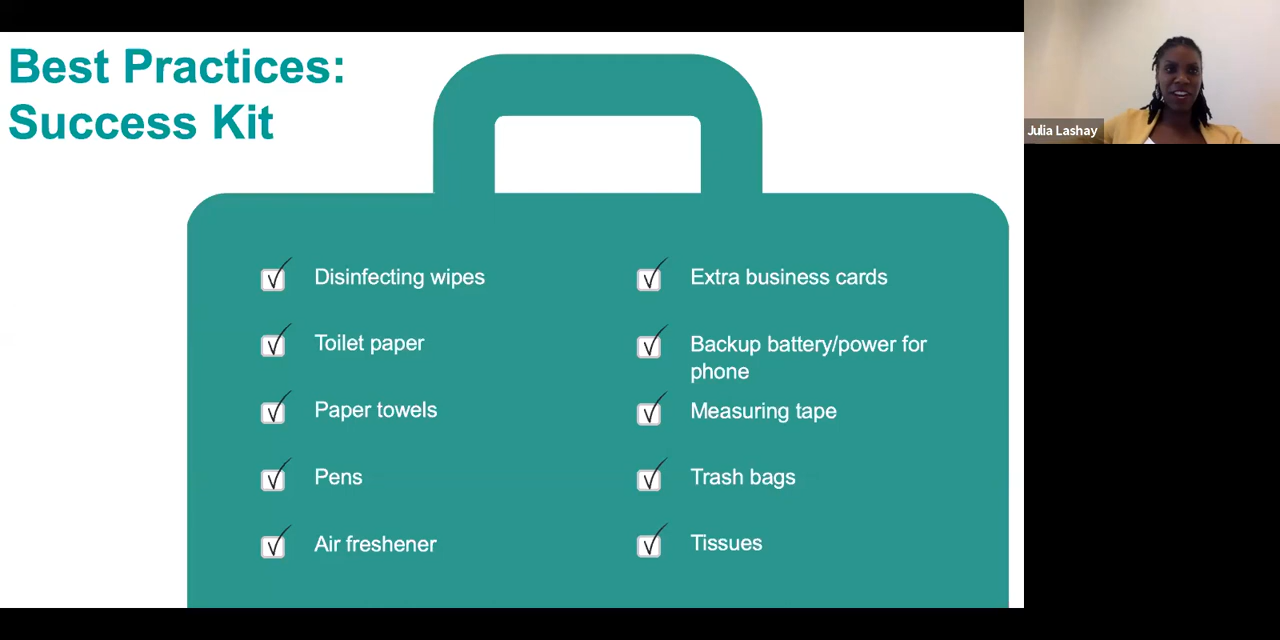 Best Practices:
Success Kit
Julia Lashay
Disinfecting wipes
Toilet paper
Paper towels
Pens
Air freshener
Extra business cards
Backup battery/power for
phone
Measuring tape
Trash bags
Tissues